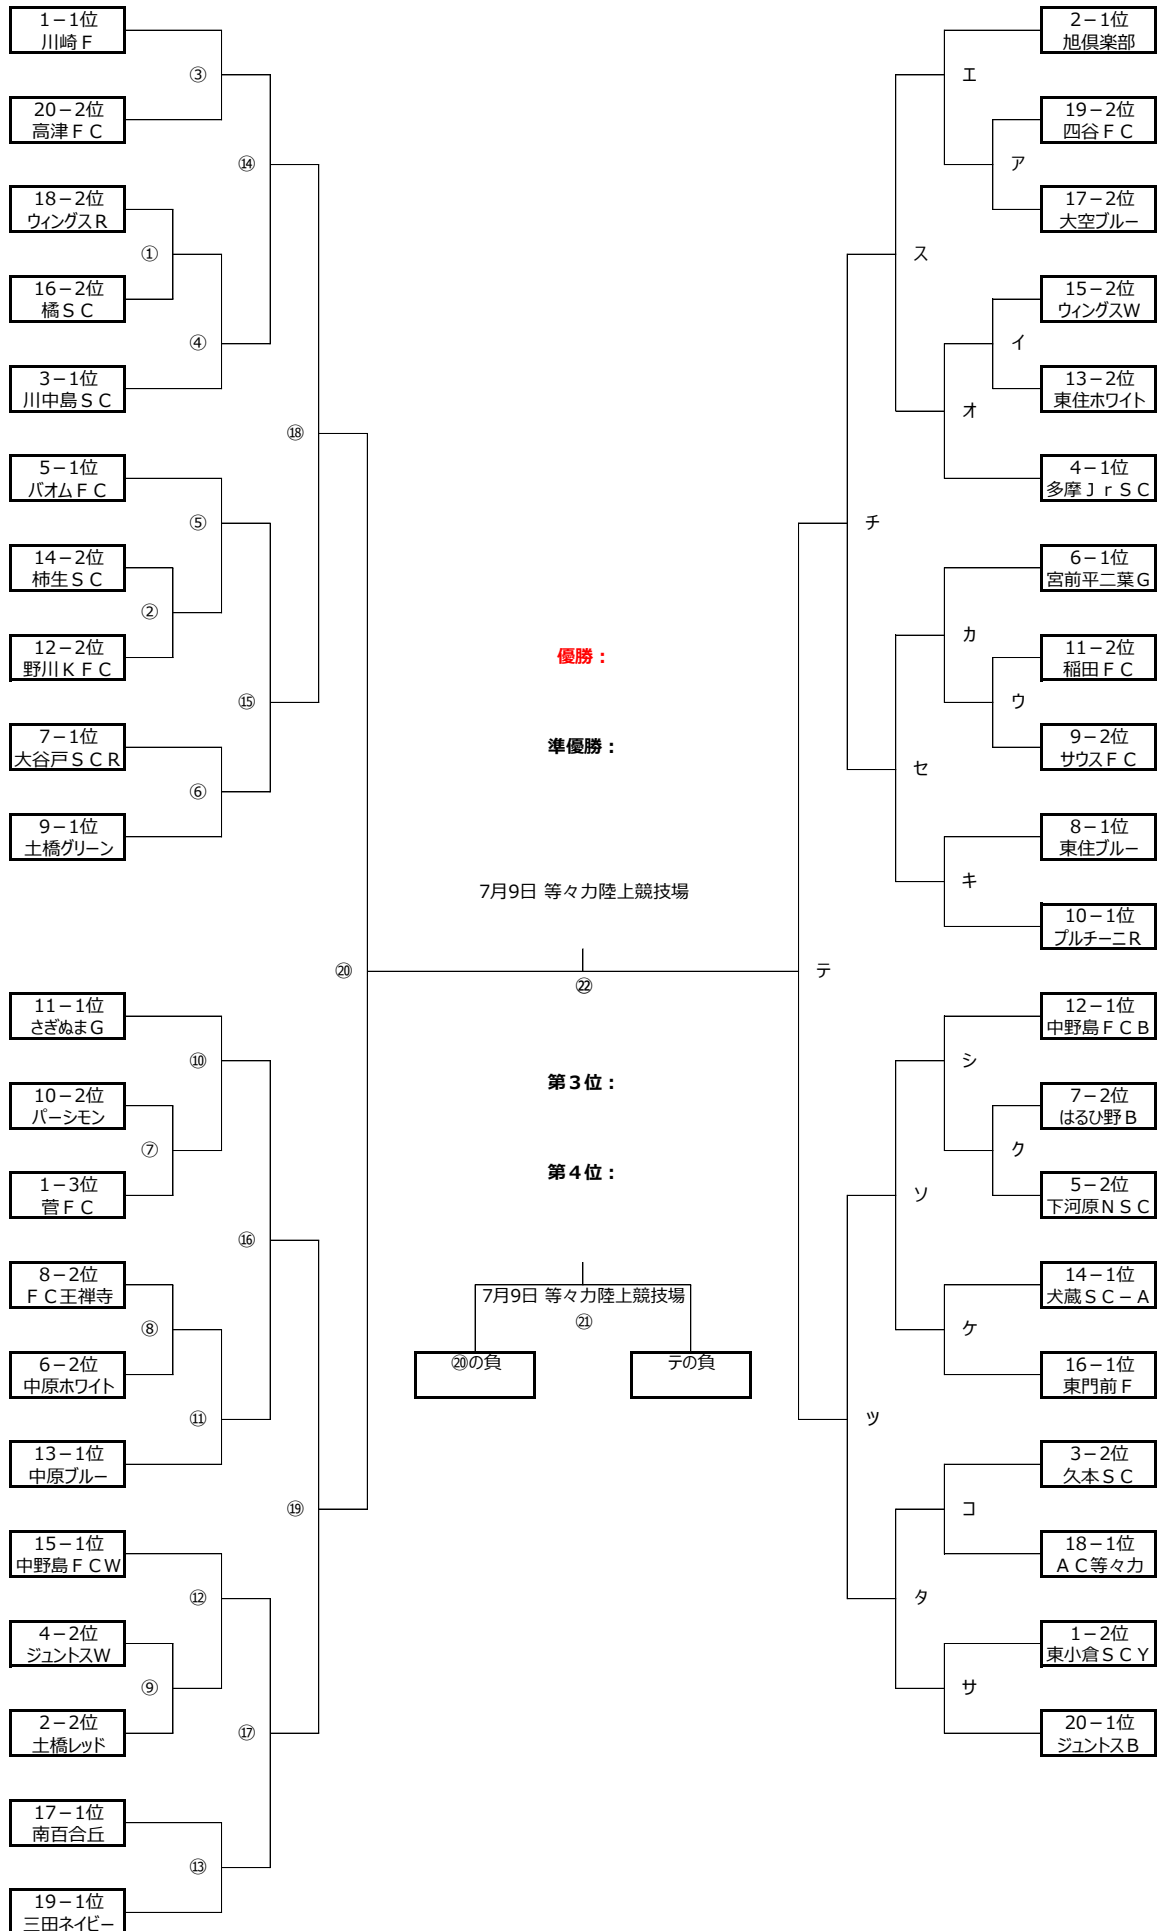 1－1位
川崎Ｆ
③
20－2位
高津ＦＣ
⑭
18－2位
ウィングスＲ
①
16－2位
橘ＳＣ
④
3－1位
川中島ＳＣ
⑱
5－1位
バオムＦＣ
⑤
14－2位
柿生ＳＣ
②
12－2位
野川ＫＦＣ
⑮
7－1位
大谷戸ＳＣＲ
⑥
9－1位
土橋グリーン
⑳
11－1位
さぎぬまＧ
⑩
10－2位
パーシモン
⑦
1－3位
菅ＦＣ
⑯
8－2位
ＦＣ王禅寺
⑧
6－2位
中原ホワイト
⑪
13－1位
中原ブルー
⑲
15－1位
中野島ＦＣＷ
⑫
4－2位
ジュントスＷ
⑨
2－2位
土橋レッド
⑰
17－1位
南百合丘
⑬
19－1位
三田ネイビー
優勝：
準優勝：
7月9日 等々力陸上競技場
㉒
第３位：
第４位：
7月9日 等々力陸上競技場
㉑
⑳の負
テの負
2－1位
旭倶楽部
エ
19－2位
四谷ＦＣ
ア
17－2位
大空ブルー
ス
15－2位
ウィングスＷ
イ
13－2位
東住ホワイト
オ
4－1位
多摩ＪｒＳＣ
チ
6－1位
宮前平二葉Ｇ
カ
11－2位
稲田ＦＣ
ウ
9－2位
サウスＦＣ
セ
8－1位
東住ブルー
キ
10－1位
プルチーニＲ
テ
12－1位
中野島ＦＣＢ
シ
7－2位
はるひ野Ｂ
ク
5－2位
下河原ＮＳＣ
ソ
14－1位
犬蔵ＳＣ－Ａ
ケ
16－1位
東門前Ｆ
ツ
3－2位
久本ＳＣ
コ
18－1位
ＡＣ等々力
タ
1－2位
東小倉ＳＣＹ
サ
20－1位
ジュントスＢ